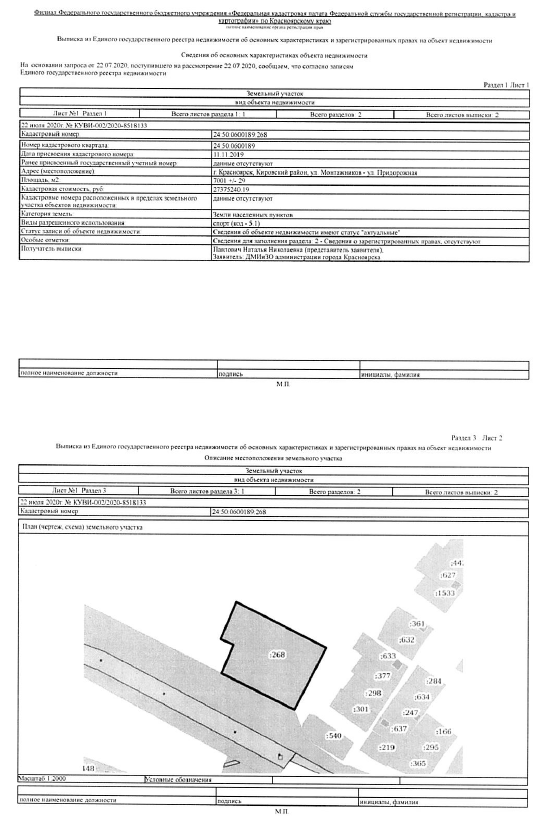 Филиал Федерального государственного бюджетного учреждения «Федеральная кадастровая палата Федеральной службы государственной регистрации, кадастра и
картографии» по Красноярскому краю
полное наименование органа регистрации прав
Выписка из Единого государственного реестра недвижимости об основных характеристиках и зарегистрированных правах на объект недвижимости
Сведения об основных характеристиках объекта недвижимости
На основании запроса от 22.07.2020, поступившего на рассмотрение 22.07.2020, сообщаем, что согласно записям
Единого государственного реестра недвижимости
Раздел 1 Лист 1
Земельный участок
вид объекта недвижимости
Лист №1 Раздел 1 Всего листов раздела 1: 1 Всего разделов: 2 Всего листов выписки: 2
22 июля 2020г. № КУВИ-002/2020-8518133
Кадастровый номер 24:50:0600189:268
Номер кадастрового квартала: 24:50:0600189
Дата присвоения кадастрового номера: 11.11.2019
Ранее присвоенный государственный учетный номер данные отсутствуют
Адрес (местоположение): г. Красноярск, Кировский район, ул. Монтажников - ул. Придорожная
Площадь, м2 7001 +/- 29
Кадастровая стоимость, руб 27375240.19
Кадастровые номера расположенных в пределах земельного участка объектов недвижимости: данные отсутствуют
Категория земель: Земли населенных пунктов
Виды разрешенного использования: спорт (код - 5.1)
Статус записи об объекте недвижимости: Сведения об объекте недвижимости имеют статус "актуальные"
Особые отметки Сведения для заполнения раздела: 2 - Сведения о зарегистрированных правах, отсутствуют
Получатель выписки Павлович Наталья Николаевна (представитель заявителя),
Заявитель: ДМИиЗО администрации города Красноярска
полное наименование должности подпись инициалы, фамилия
М.П.
Раздел 3 Лист 2
Выписка из Единого государственного реестра недвижимости об основных характеристиках и зарегистрированных правах на объект недвижимости
Описание местоположения земельного участка
Земельный участок
вид объекта недвижимости
Лист №1 Раздел 3 Всего листов раздела 3: 1 Всего разделов: 2 Всего листов выписки: 2
22 июля 2020г. № КУВИ-002/2020-8518133
Кадастровый номер 24:50:0600189:268
План (чертеж, схема) земельного участка
:44
:627
:1533
:361
:632
:633
:268
:377
:284
:298
:634
:301
:247
:637
:540
:166
:219
:295
:365
148
Масштаб 1:2000 Условные обозначения
полное наименование должности подпись инициалы, фамилия
М.П.